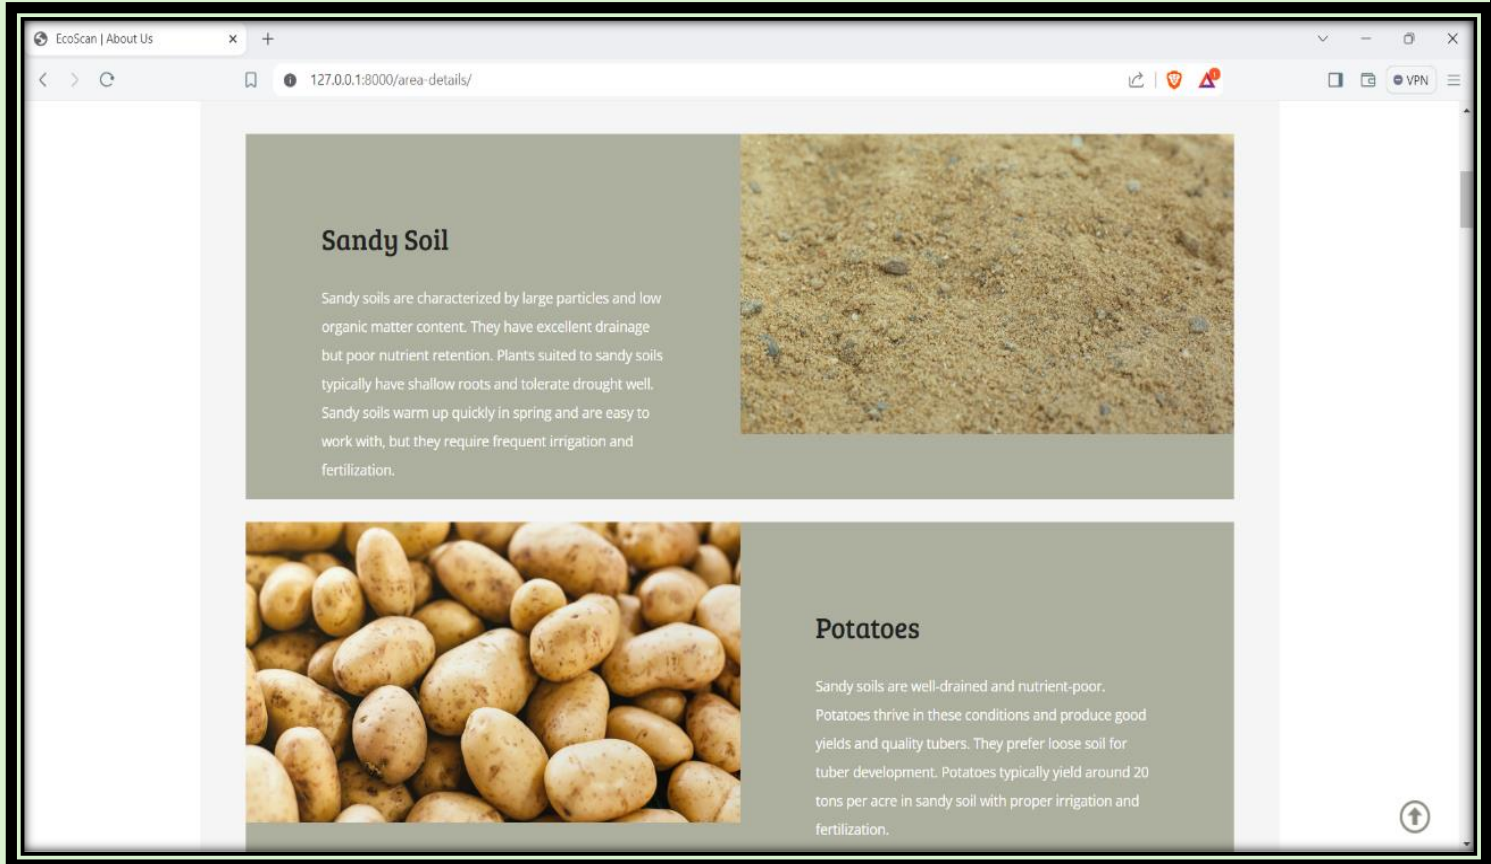 EcoScan | About Us
127.0.0.1:8000/area-details/
1
VPN
Sandy Soil
Sandy soils are characterized by large particles and low
organic matter content. They have excellent drainage
but poor nutrient retention. Plants suited to sandy soils
typically have shallow roots and tolerate drought well.
Sandy soils warm up quickly in spring and are easy to
work with, but they require frequent irrigation and
fertilization.
Potatoes
Sandy soils are well-drained and nutrient-poor.
Potatoes thrive in these conditions and produce good
yields and quality tubers. They prefer loose soil for
tuber development. Potatoes typically yield around 20
tons per acre in sandy soil with proper irrigation and
fertilization.